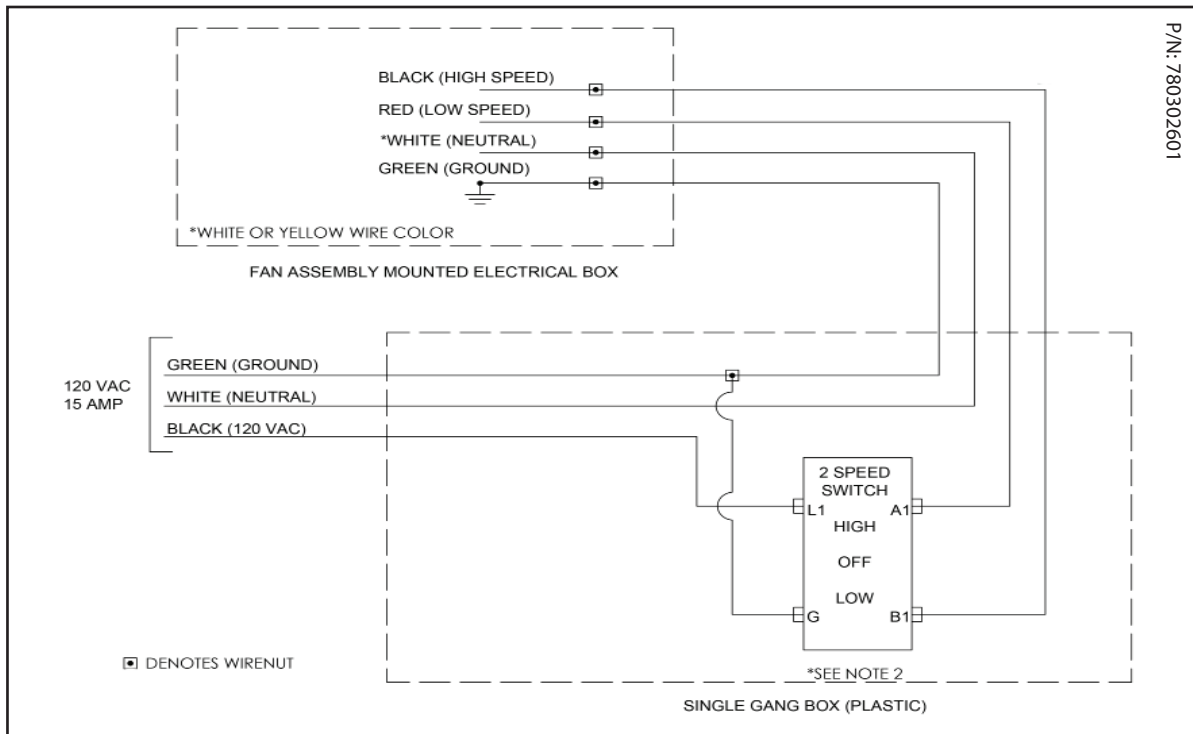 P/N: 780302601
BLACK (HIGH SPEED)
RED (LOW SPEED)
*WHITE (NEUTRAL)
GREEN (GROUND)
*WHITE OR YELLOW WIRE COLOR
FAN ASSEMBLY MOUNTED ELECTRICAL BOX
120 VAC
15 AMP
GREEN (GROUND)
WHITE (NEUTRAL)
BLACK (120 VAC)
2 SPEED
SWITCH
L1 A1
HIGH
OFF
LOW
G B1
*SEE NOTE 2
DENOTES WIRENUT
SINGLE GANG BOX (PLASTIC)